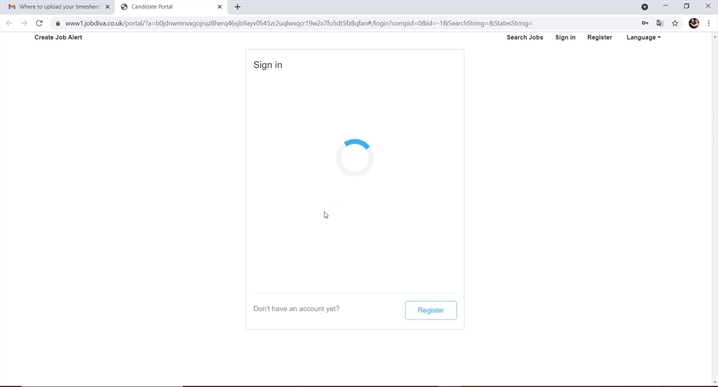 Where to upload your timesheet
Candidate Portal
www1.jobdiva.co.uk/portal/?a=b0jdnwmnvxgojruz8herq46sjb9ayv0545zr2uqlwxqcr19w2x7fo5dt5fz8qfan#/login?compid=0&id=-1&SearchString=&StatesString=
Create Job Alert
Search Jobs
Sign in
Register
Language
Sign in
Don't have an account yet?
Register